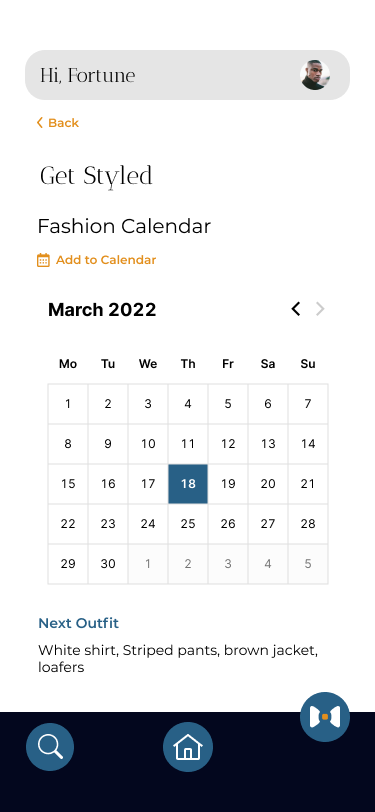 Hi, Fortune
Back
Get Styled
Fashion Calendar
Add to Calendar
March 2022
Mo Tu We Th Fr Sa Su
1 2 3 4 5 6 7
8 9 10 11 12 13 14
15 16 17 18 19 20 21
22 23 24 25 26 27 28
29 30 1 2 3 4 5
Next Outfit
White shirt, Striped pants, brown jacket,
loafers